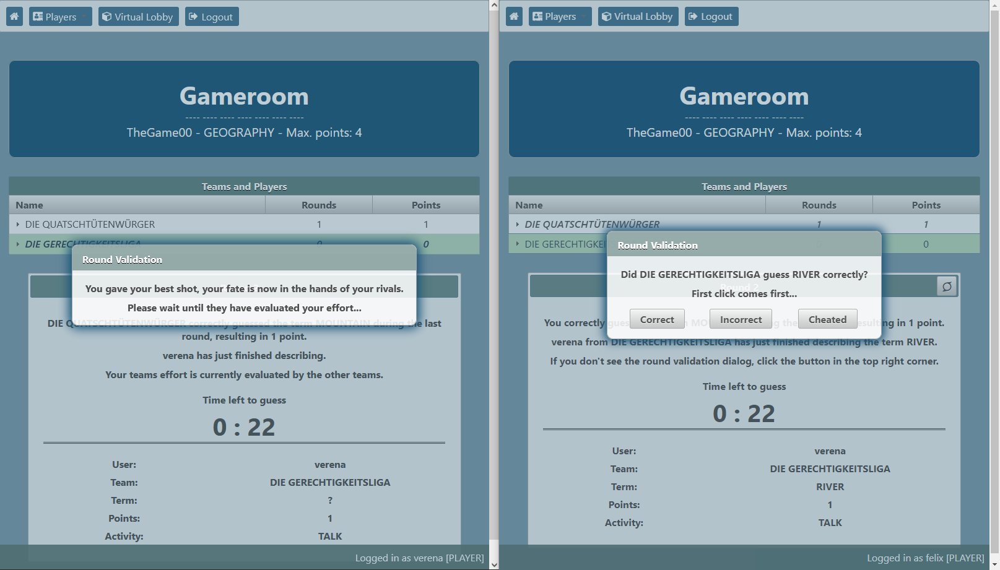 Players
Virtual Lobby
Logout
Gameroom
---- ---- ---- ---- ---- ---- ----
TheGame00 - GEOGRAPHY - Max. points: 4
Teams and Players
Name Rounds Points
DIE QUATSCHTÜTENWÜRGER 1 1
DIE GERECHTIGKEITSLIGA 0 0
Round Validation
You gave your best shot, your fate is now in the hands of your rivals.
Please wait until they have evaluated your effort...
DIE QUATSCHTÜTENWÜRGER correctly guessed the term MOUNTAIN during the last
round, resulting in 1 point.
verena has just finished describing.
Your teams effort is currently evaluated by the other teams.
Time left to guess
0 : 22
User: verena
Team: DIE GERECHTIGKEITSLIGA
Term: ?
Points: 1
Activity: TALK
Logged in as verena [PLAYER]
Players
Virtual Lobby
Logout
Gameroom
---- ---- ---- ---- ---- ---- ----
TheGame00 - GEOGRAPHY - Max. points: 4
Teams and Players
Name Rounds Points
DIE QUATSCHTÜTENWÜRGER 1 1
DIE GERECHTIGKEI 0
Round Validation
Did DIE GERECHTIGKEITSLIGA guess RIVER correctly?
Round 2
First click comes first...
Correct Incorrect Cheated
You correctly resulting in 1 point.
verena from DIE GERECHTIGKEITSLIGA has just finished describing the term RIVER.
If you don't see the round validation dialog, click the button in the top right corner.
Time left to guess
0 : 22
User: verena
Team: DIE GERECHTIGKEITSLIGA
Term: RIVER
Points: 1
Activity: TALK
Logged in as felix [PLAYER]